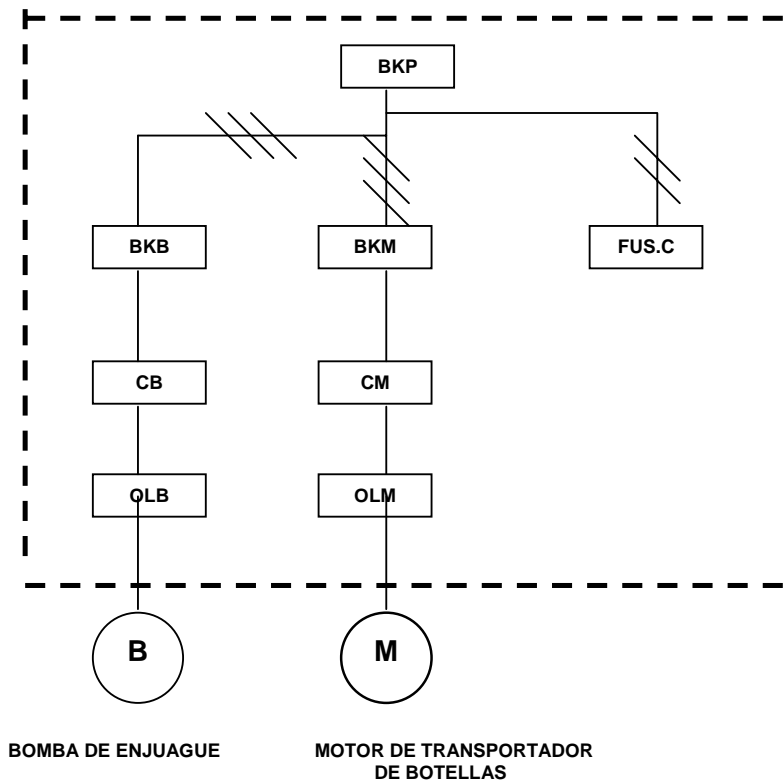 BKP
BKB BKM FUS.C
CB CM
OLB OLM
B M
BOMBA DE ENJUAGUE MOTOR DE TRANSPORTADOR
DE BOTELLAS